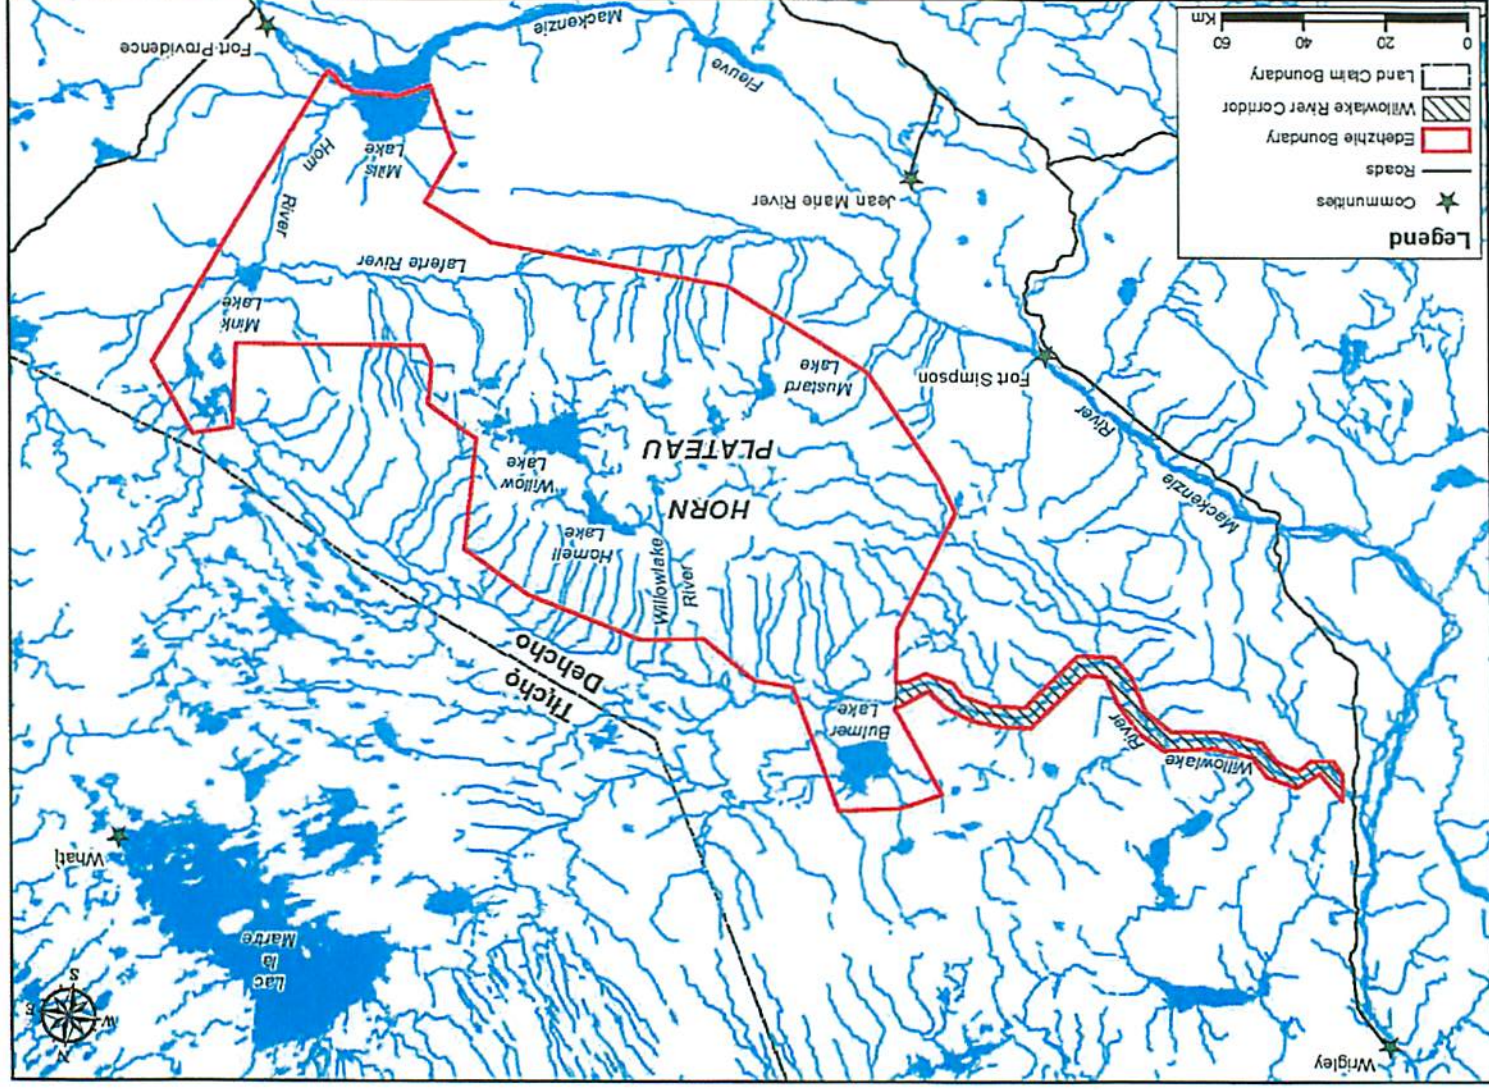 Wrigley
N
W
E
S
Lac
la
Martre
Whatì
Willowlake
River
Bulmer
Lake
Tłı̨chǫ
Dehcho
Mackenzie
River
Willowlake
River
Hornell
Lake
HORN
PLATEAU
Willow
Lake
Fort Simpson
Mustard
Lake
Mink
Lake
Laferte River
River
Horn
Jean Marie River
Mills
Lake
Fleuve
Mackenzie
Fort Providence
Legend
Communities
Roads
Edehzhie Boundary
Willowlake River Corridor
Land Claim Boundary
0
20
40
60
Km